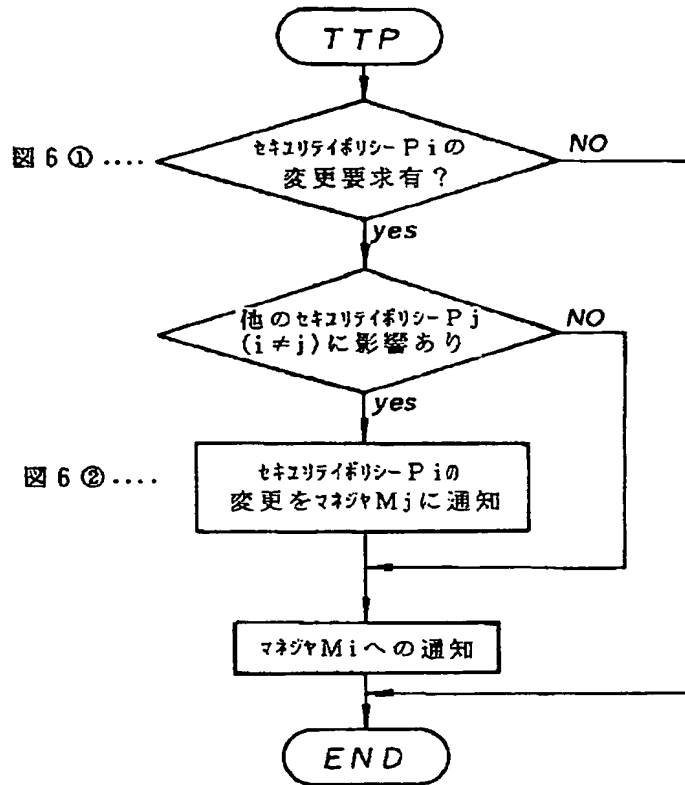 TTP
図6①....
セキュリテイポリシーPiの
変更要求有？
NO
yes
他のセキュリテイポリシーPj
(i≠j)に影響あり
NO
yes
図6②....
セキュリテイポリシーPiの
変更をマネジャMjに通知
マネジャMiへの通知
END